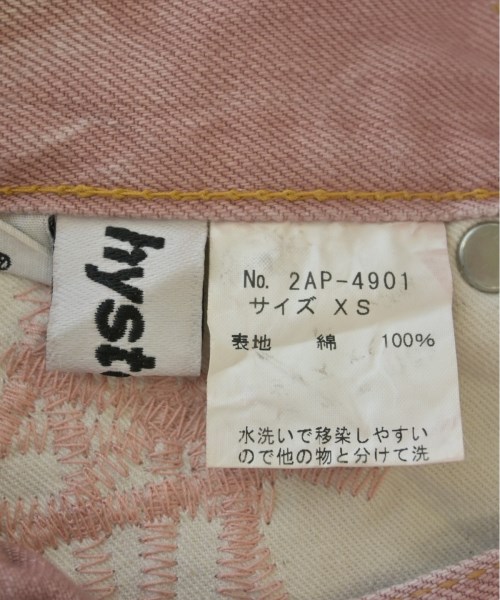 hyst
No. 2AP-4901
サイズ XS
表地 綿 100%
水洗いで移染しやすい
ので他の物と分けて洗